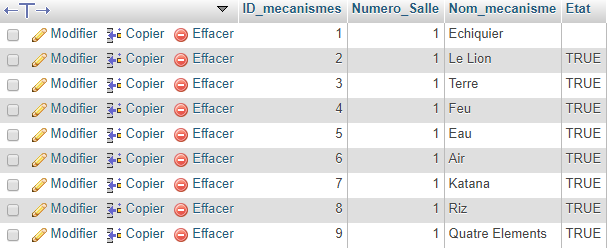 ID_mecanismes Numero_Salle Nom_mecanisme Etat
Modifier Copier Effacer 1 1 Echiquier
Modifier Copier Effacer 2 1 Le Lion TRUE
Modifier Copier Effacer 3 1 Terre TRUE
Modifier Copier Effacer 4 1 Feu TRUE
Modifier Copier Effacer 5 1 Eau TRUE
Modifier Copier Effacer 6 1 Air TRUE
Modifier Copier Effacer 7 1 Katana TRUE
Modifier Copier Effacer 8 1 Riz TRUE
Modifier Copier Effacer 9 1 Quatre Elements TRUE